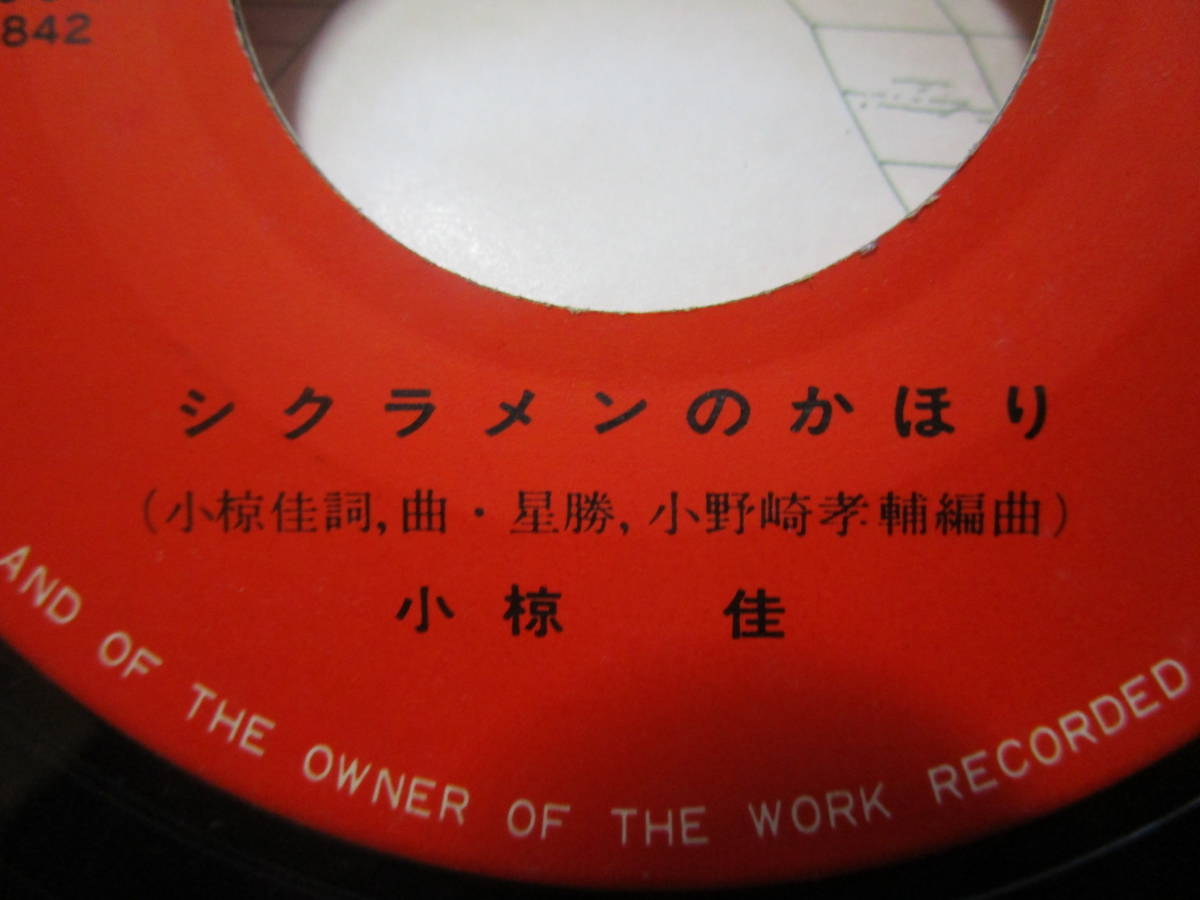 842
シクラメンのかほり
(小椋佳詞,曲・星勝,小野崎孝輔編曲)
小椋 佳
AND OF THE OWNER OF THE WORK RECORDED